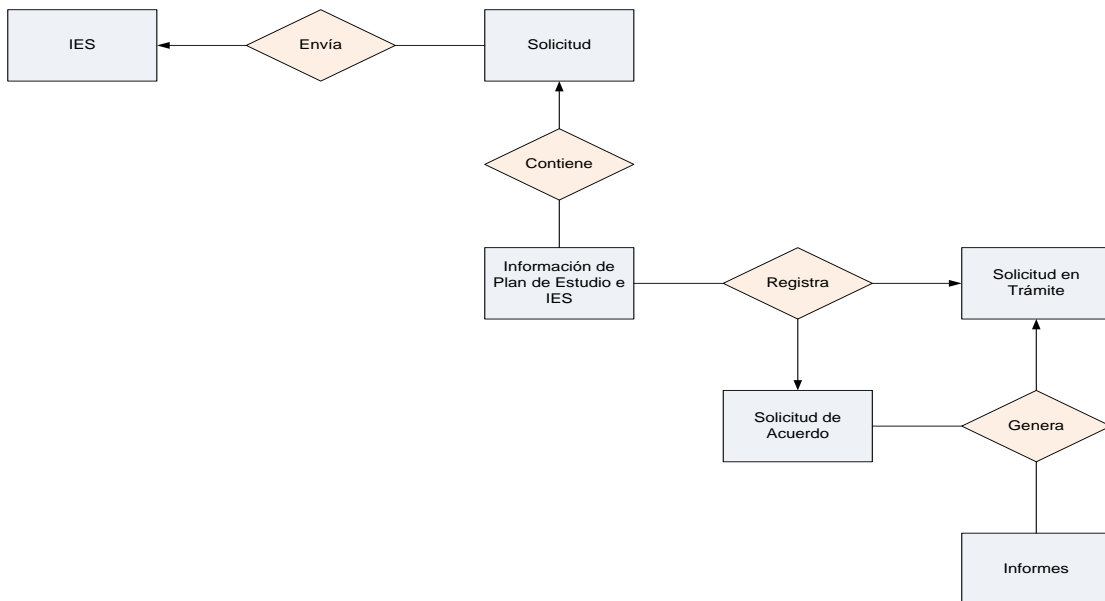 IES
Envía
Solicitud
Contiene
Información de
Plan de Estudio e
IES
Registra
Solicitud en
Trámite
Solicitud de
Acuerdo
Genera
Informes